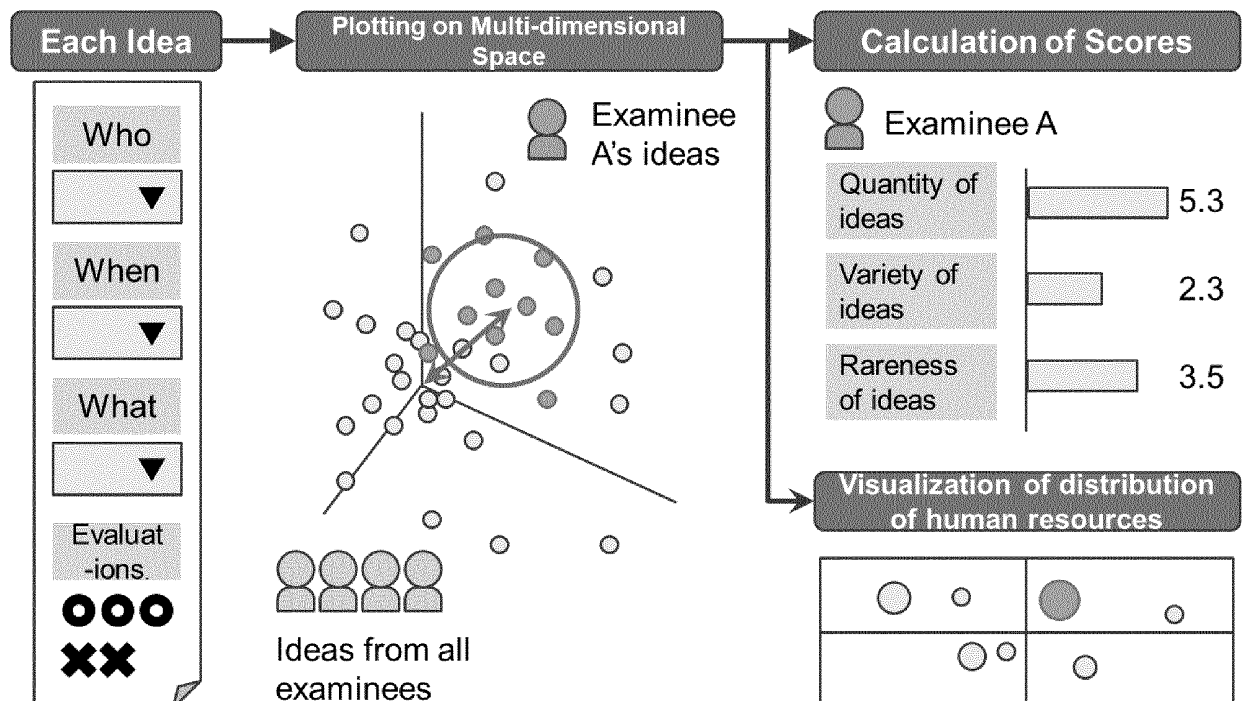 Each Idea
Plotting on Multi-dimensional
Space
Calculation of Scores
Who
When
What
Evaluat
-ions.
Examinee
A's ideas
Ideas from all
examinees
Examinee A
Quantity of
ideas
5.3
Variety of
ideas
2.3
Rareness
of ideas
3.5
Visualization of distribution
of human resources